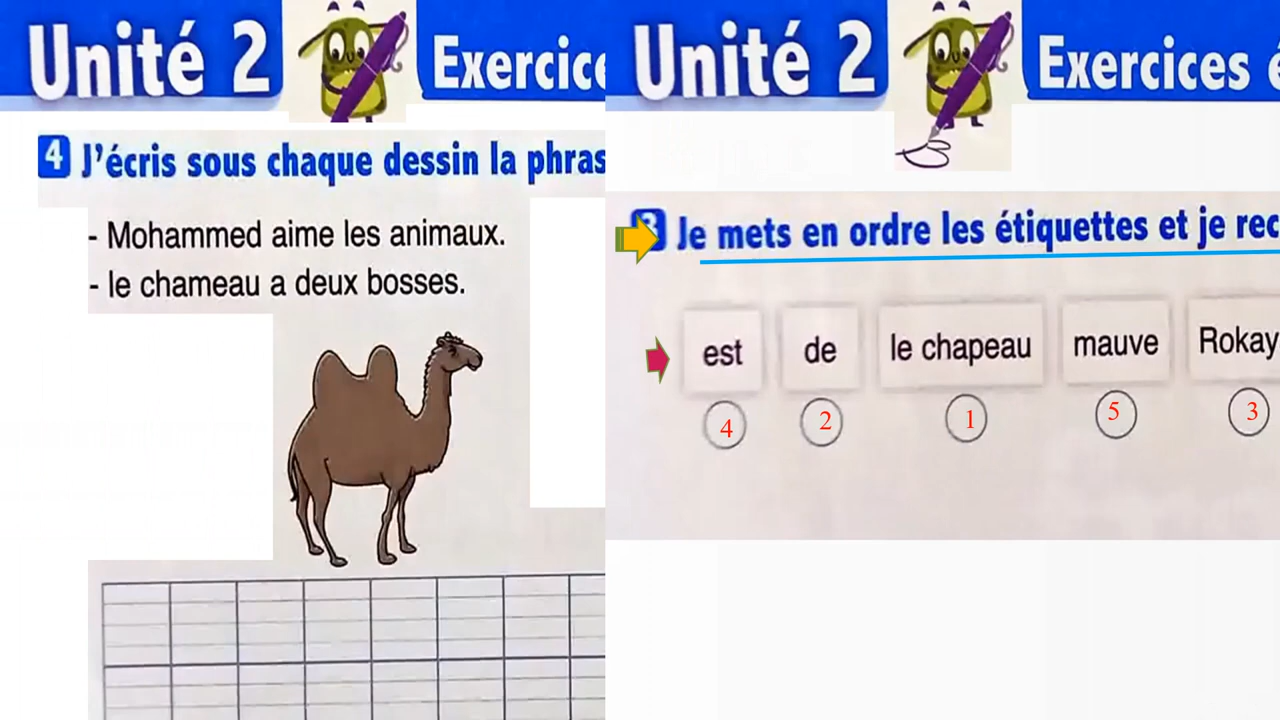 Unité 2
Exercice
4 J'écris sous chaque dessin la phras
- Mohammed aime les animaux.
- le chameau a deux bosses.
Unité 2
Exercices é
3 Je mets en ordre les étiquettes et je rec
est de le chapeau mauve Rokay
4 2 1 5 3